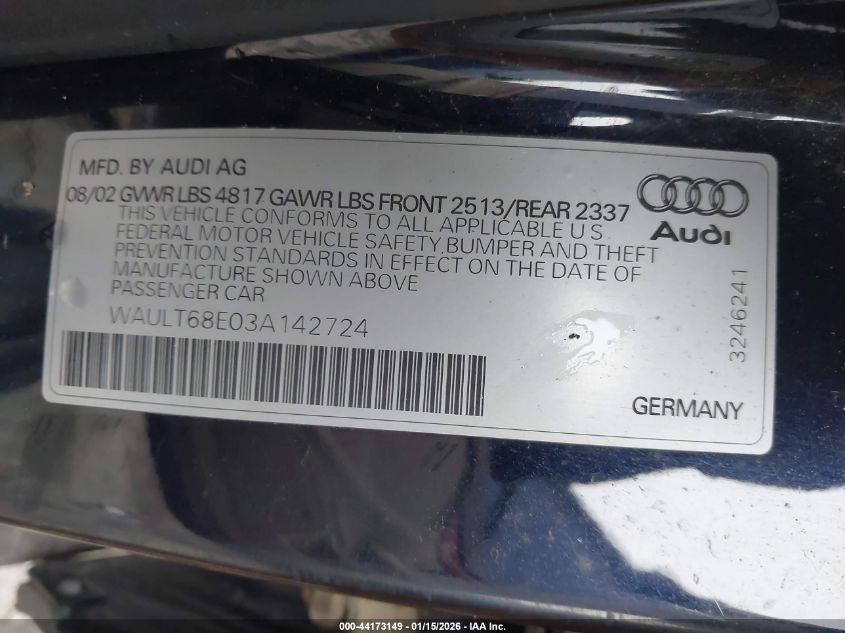 MFD. BY AUDI AG
08/02 GVWR LBS 4817 GAWR LBS FRONT 2513/REAR 2337
THIS VEHICLE CONFORMS TO ALL APPLICABLE U S
FEDERAL MOTOR VEHICLE SAFETY,BUMPER AND THEFT
PREVENTION STANDARDS IN EFFECT ON THE DATE OF
MANUFACTURE SHOWN ABOVE
PASSENGER CAR
WAULT68E03A142724
Audi
3246241
GERMANY
000-44173149 - 01/15/2026 - IAA Inc.